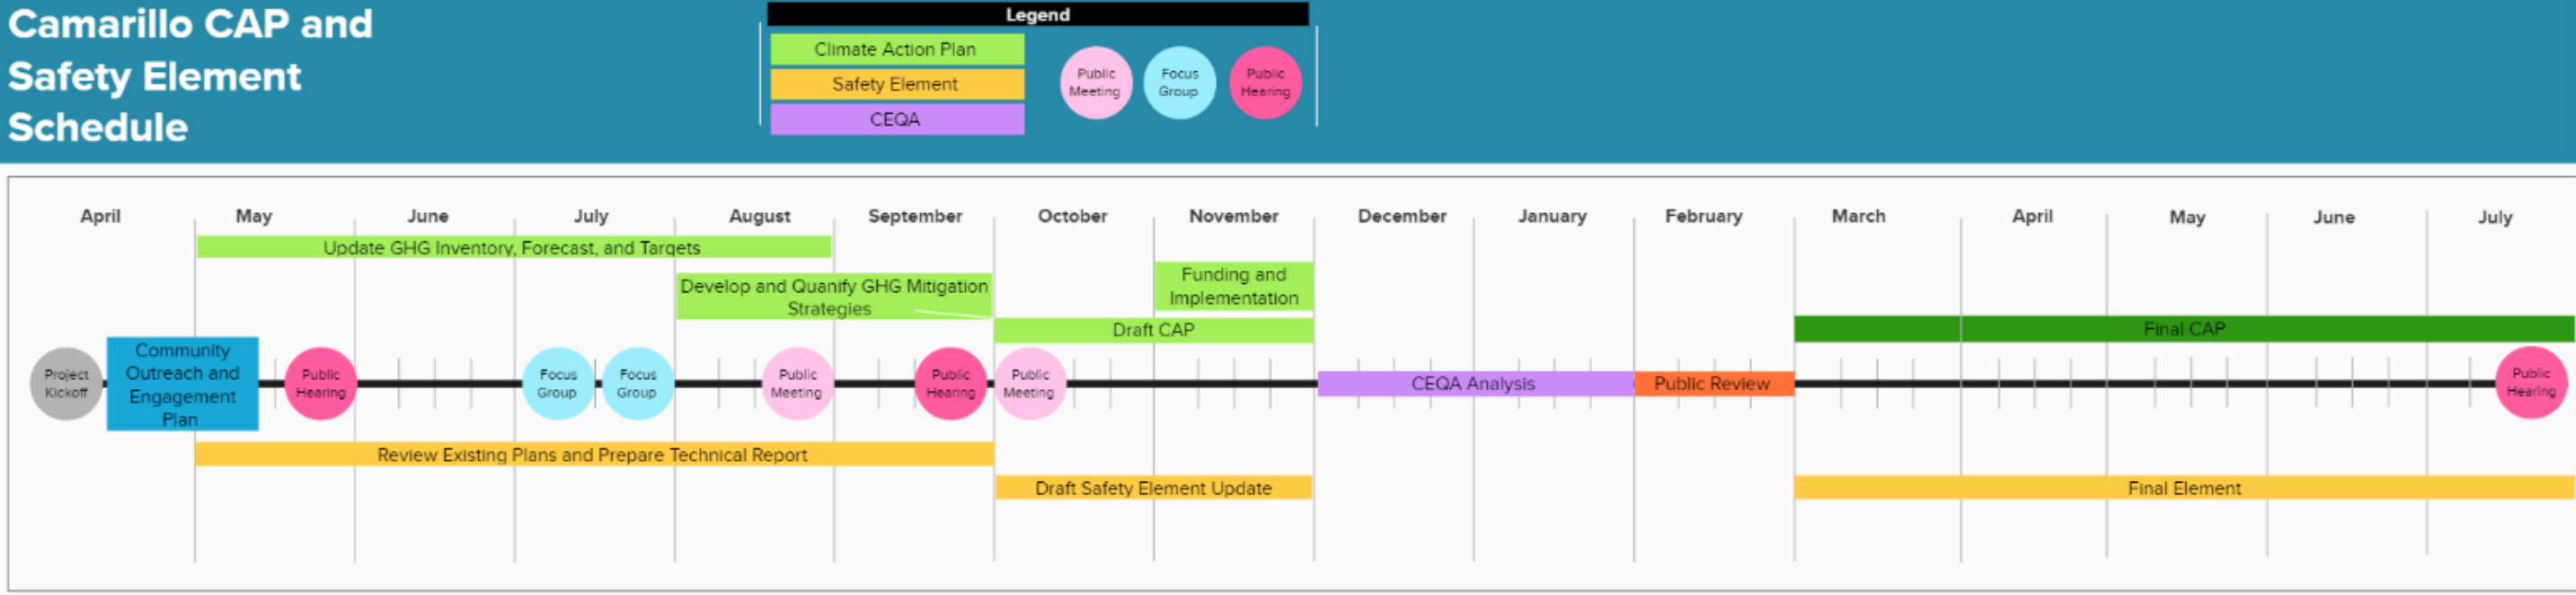 Camarillo CAP and
Safety Element
Schedule
Legend
Climate Action Plan
Safety Element
CEQA
Public
Meeting
Focus
Group
Public
Hearing
April
May
June
July
August
September
October
November
December
January
February
March
April
May
June
July
Update GHG Inventory, Forecast, and Targets
Develop and Quanify GHG Mitigation
Strategies
Funding and
Implementation
Draft CAP
Final CAP
Project
Kickoff
Community
Outreach and
Engagement
Plan
Public
Hearing
Focus
Group
Focus
Group
Public
Meeting
Public
Hearing
Public
Meeting
CEQA Analysis
Public Review
Public
Hearing
Review Existing Plans and Prepare Technical Report
Draft Safety Element Update
Final Element